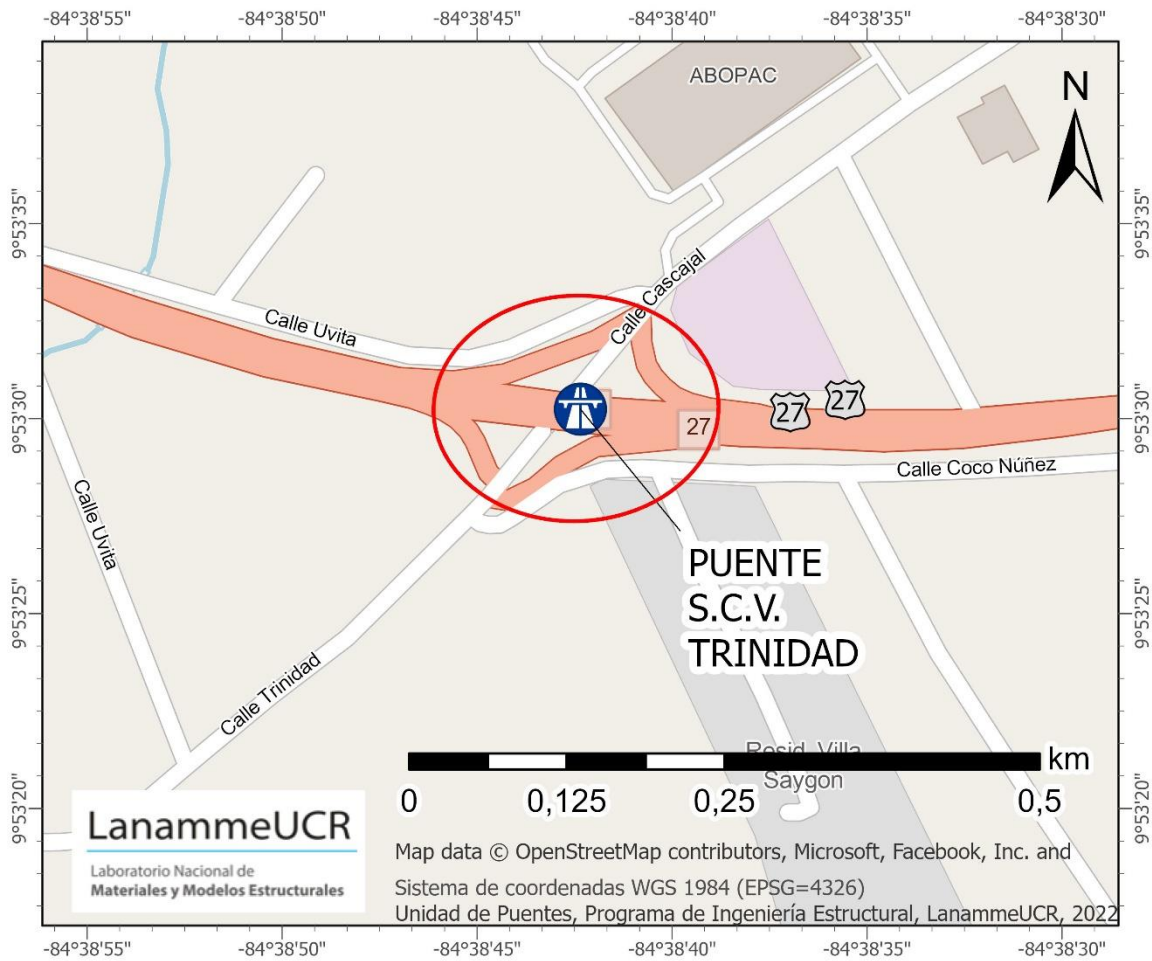 -84°38'55" -84°38'50" -84°38'45" -84°38'40" -84°38'35" -84°38'30"
ABOPAC
N
9°53'35" 9°53'35"
Calle Cascajal
Calle Uvita
27 27
9°53'30" 27 9°53'30"
Calle Coco Núñez
Calle Uvita
PUENTE
S.C.V.
TRINIDAD
9°53'25" 9°53'25"
Calle Trinidad
Resid. Villa
Saygon
km
0 0,125 0,25 0,5
9°53'20" 9°53'20"
LanammeUCR
Laboratorio Nacional de
Materiales y Modelos Estructurales
Map data © OpenStreetMap contributors, Microsoft, Facebook, Inc. and
Sistema de coordenadas WGS 1984 (EPSG=4326)
Unidad de Puentes, Programa de Ingeniería Estructural, LanammeUCR, 2022
-84°38'55" -84°38'50" -84°38'45" -84°38'40" -84°38'35" -84°38'30"